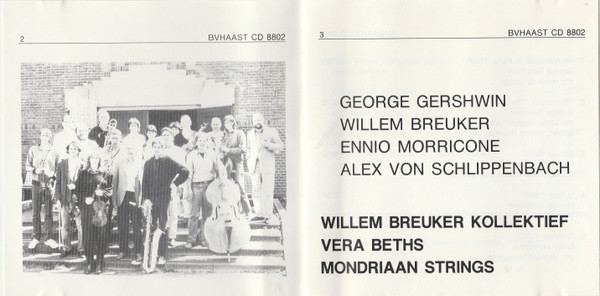 2
BVHAAST CD 8802
3
BVHAAST CD 8802
GEORGE GERSHWIN
WILLEM BREUKER
ENNIO MORRICONE
ALEX VON SCHLIPPENBACH
WILLEM BREUKER KOLLEKTIEF
VERA BETHS
MONDRIAAN STRINGS